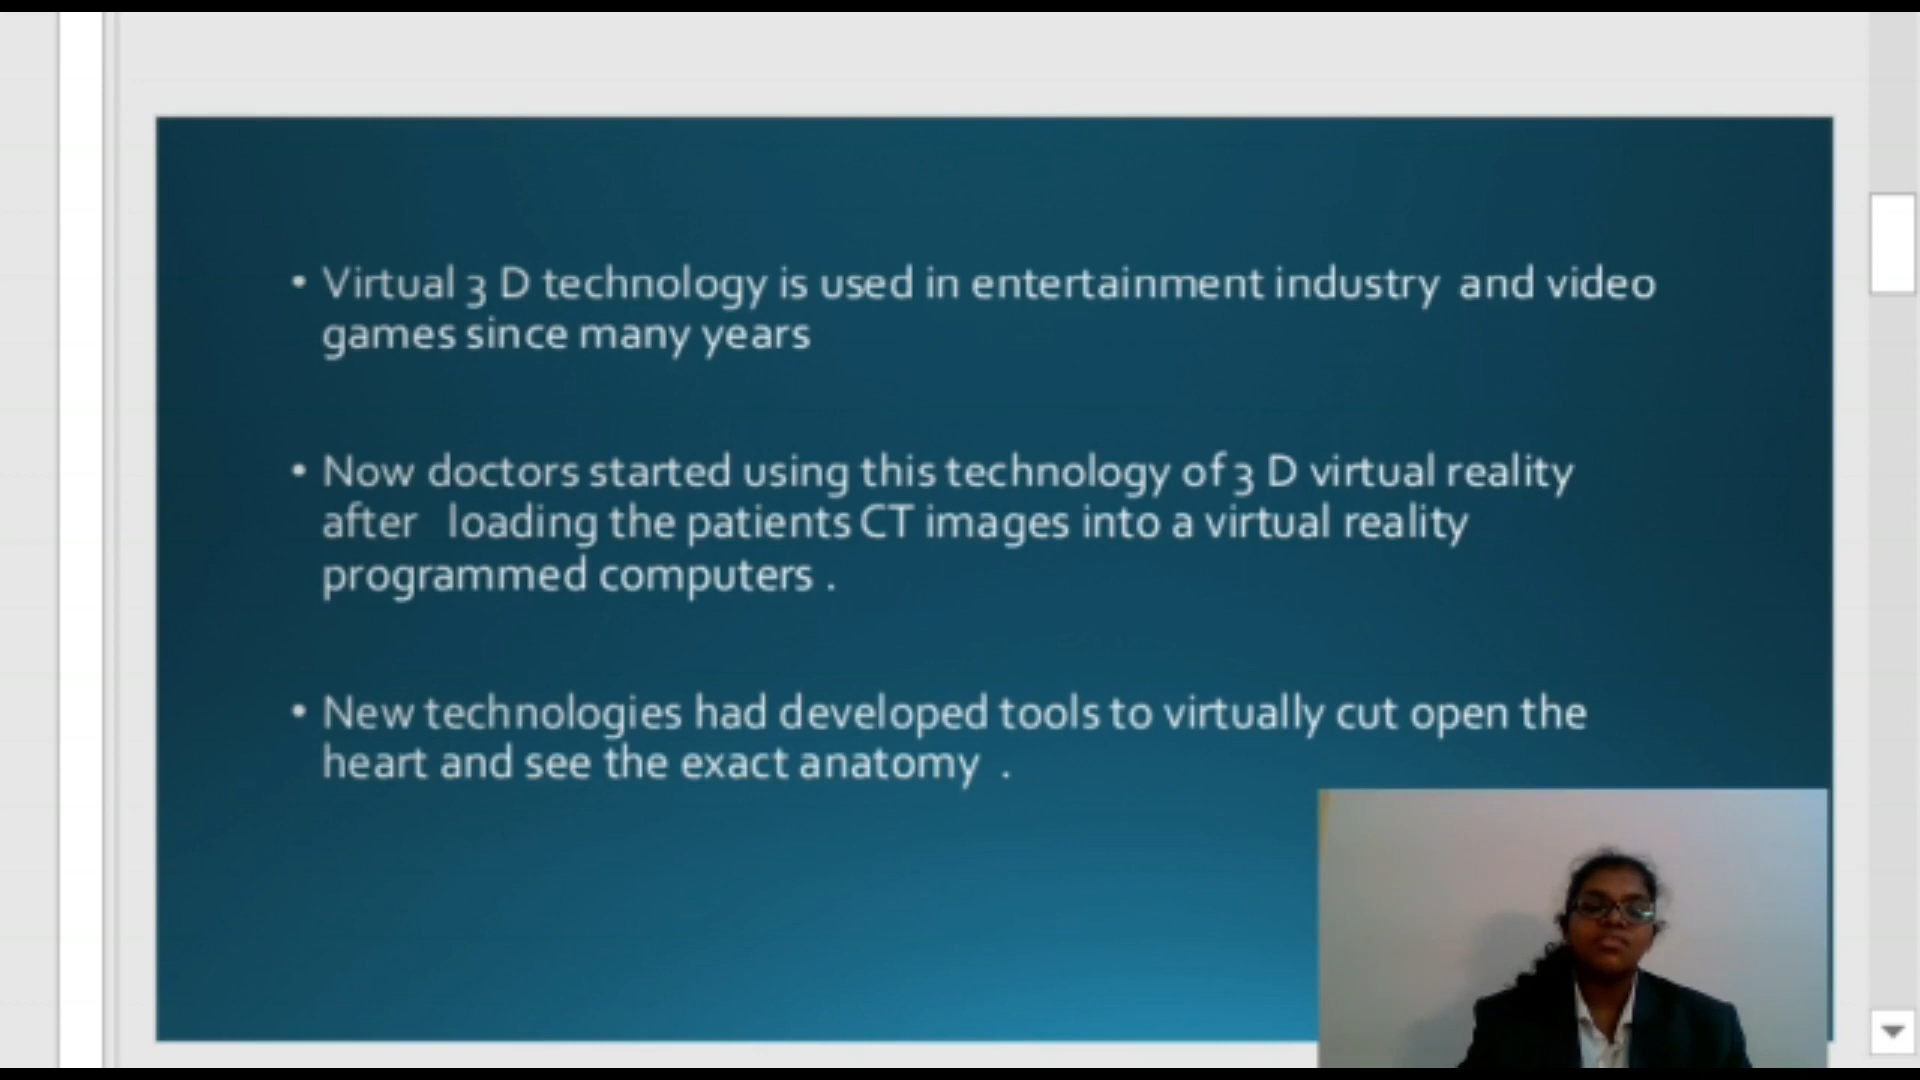 • Virtual 3 D technology is used in entertainment industry  and video
games since many years
• Now doctors started using this technology of 3 D virtual reality
after   loading the patients CT images into a virtual reality
programmed computers .
• New technologies had developed tools to virtually cut open the
heart and see the exact anatomy  .